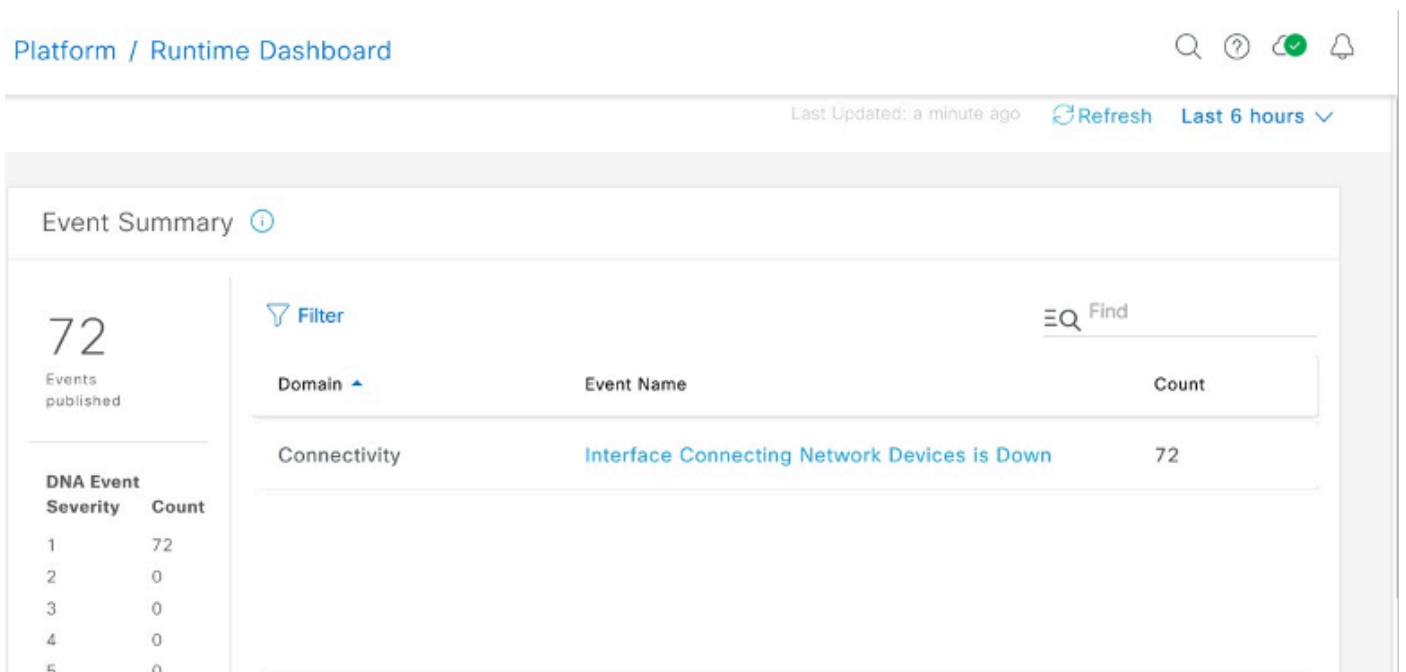 Platform / Runtime Dashboard
Last Updated: a minute ago Refresh Last 6 hours
Event Summary
72
Events
published
DNA Event
Severity Count
1 72
2 0
3 0
4 0
5 0
Filter
Find
Domain Event Name Count
Connectivity Interface Connecting Network Devices is Down 72